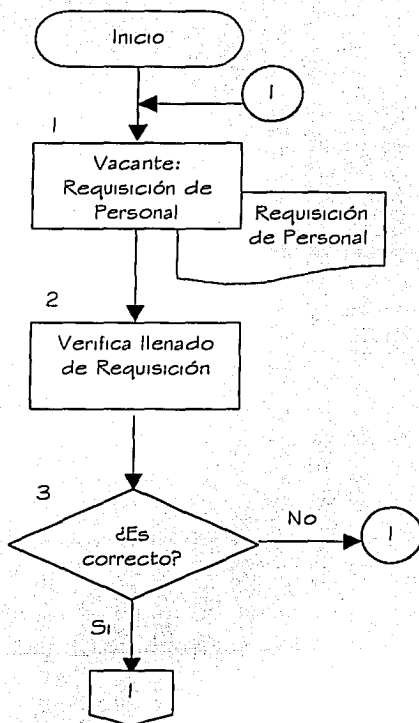 Inicio
1
1
Vacante:
Requisición de
Personal
Requisición
de Personal
2
Verifica llenado
de Requisición
3
¿Es
correcto?
No
1
Si
1